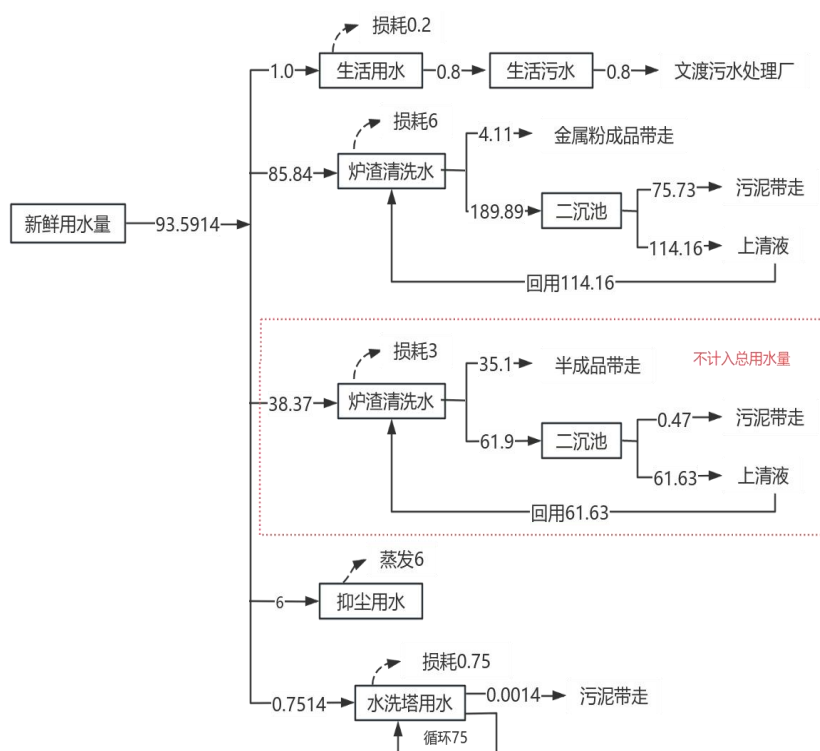 损耗0.2
1.0
生活用水
0.8
生活污水
0.8
文渡污水处理厂
损耗6
4.11
金属粉成品带走
85.84
炉渣清洗水
75.73
污泥带走
189.89
二沉池
新鲜用水量
93.5914
114.16
上清液
回用114.16
损耗3
35.1
半成品带走
不计入总用水量
38.37
炉渣清洗水
0.47
污泥带走
61.9
二沉池
61.63
上清液
回用61.63
蒸发6
6
抑尘用水
损耗0.75
0.7514
水洗塔用水
0.0014
污泥带走
循环75